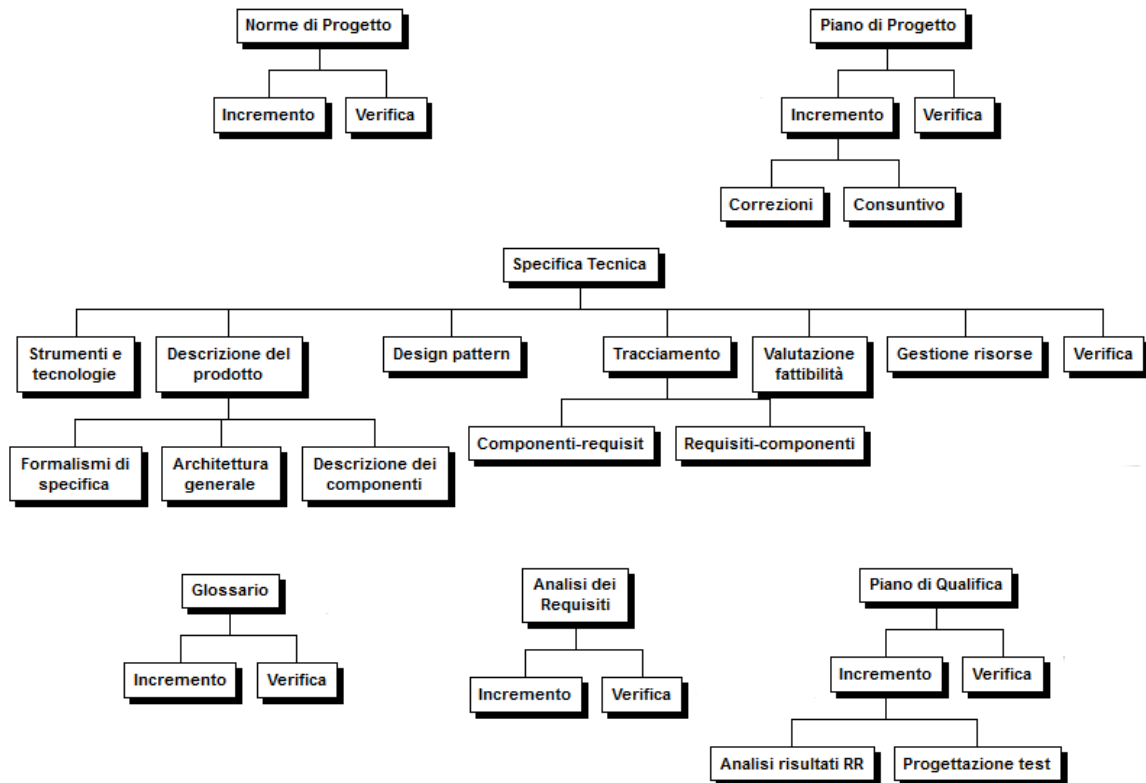 Norme di Progetto
Piano di Progetto
Incremento
Verifica
Incremento
Verifica
Correzioni
Consuntivo
Specifica Tecnica
Strumenti e
tecnologie
Descrizione del
prodotto
Design pattern
Tracciamento
Valutazione
fattibilità
Gestione risorse
Verifica
Formalismi di
specifica
Architettura
generale
Descrizione dei
componenti
Componenti-requisit
Requisiti-componenti
Glossario
Analisi dei
Requisiti
Piano di Qualifica
Incremento
Verifica
Incremento
Verifica
Incremento
Verifica
Analisi risultati RR
Progettazione test